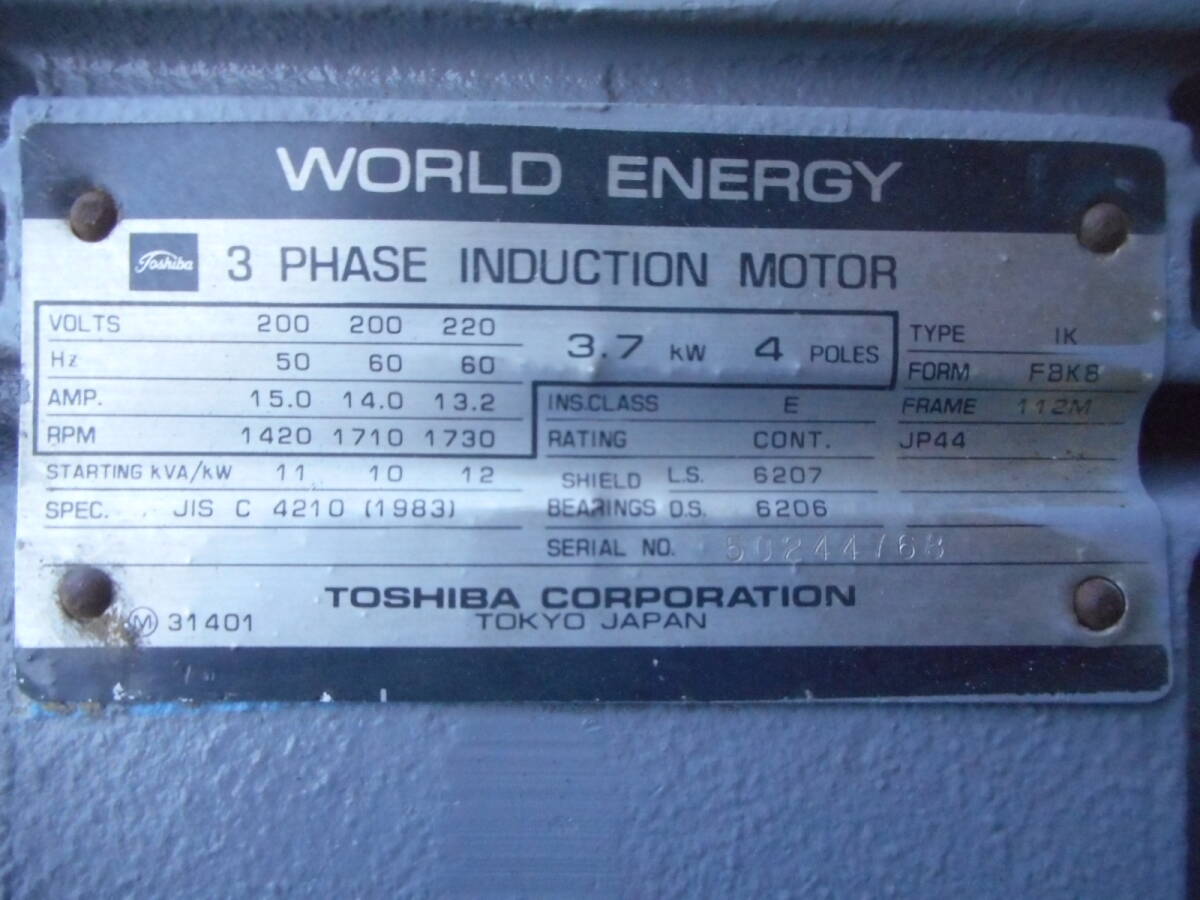 WORLD ENERGY
Toshiba 3 PHASE INDUCTION MOTOR
VOLTS 200 200 220
Hz 50 60 60
AMP. 15.0 14.0 13.2
RPM 1420 1710 1730
STARTING kVA/kW 11 10 12
SPEC. JIS C 4210 (1983)
3.7 kW 4 POLES
INS.CLASS E
RATING CONT.
SHIELD L.S. 6207
BEARINGS O.S. 6206
SERIAL NO. 50244768
TYPE IK
FORM FBK8
FRAME 112M
JP44
TOSHIBA CORPORATION
TOKYO JAPAN
M 31401